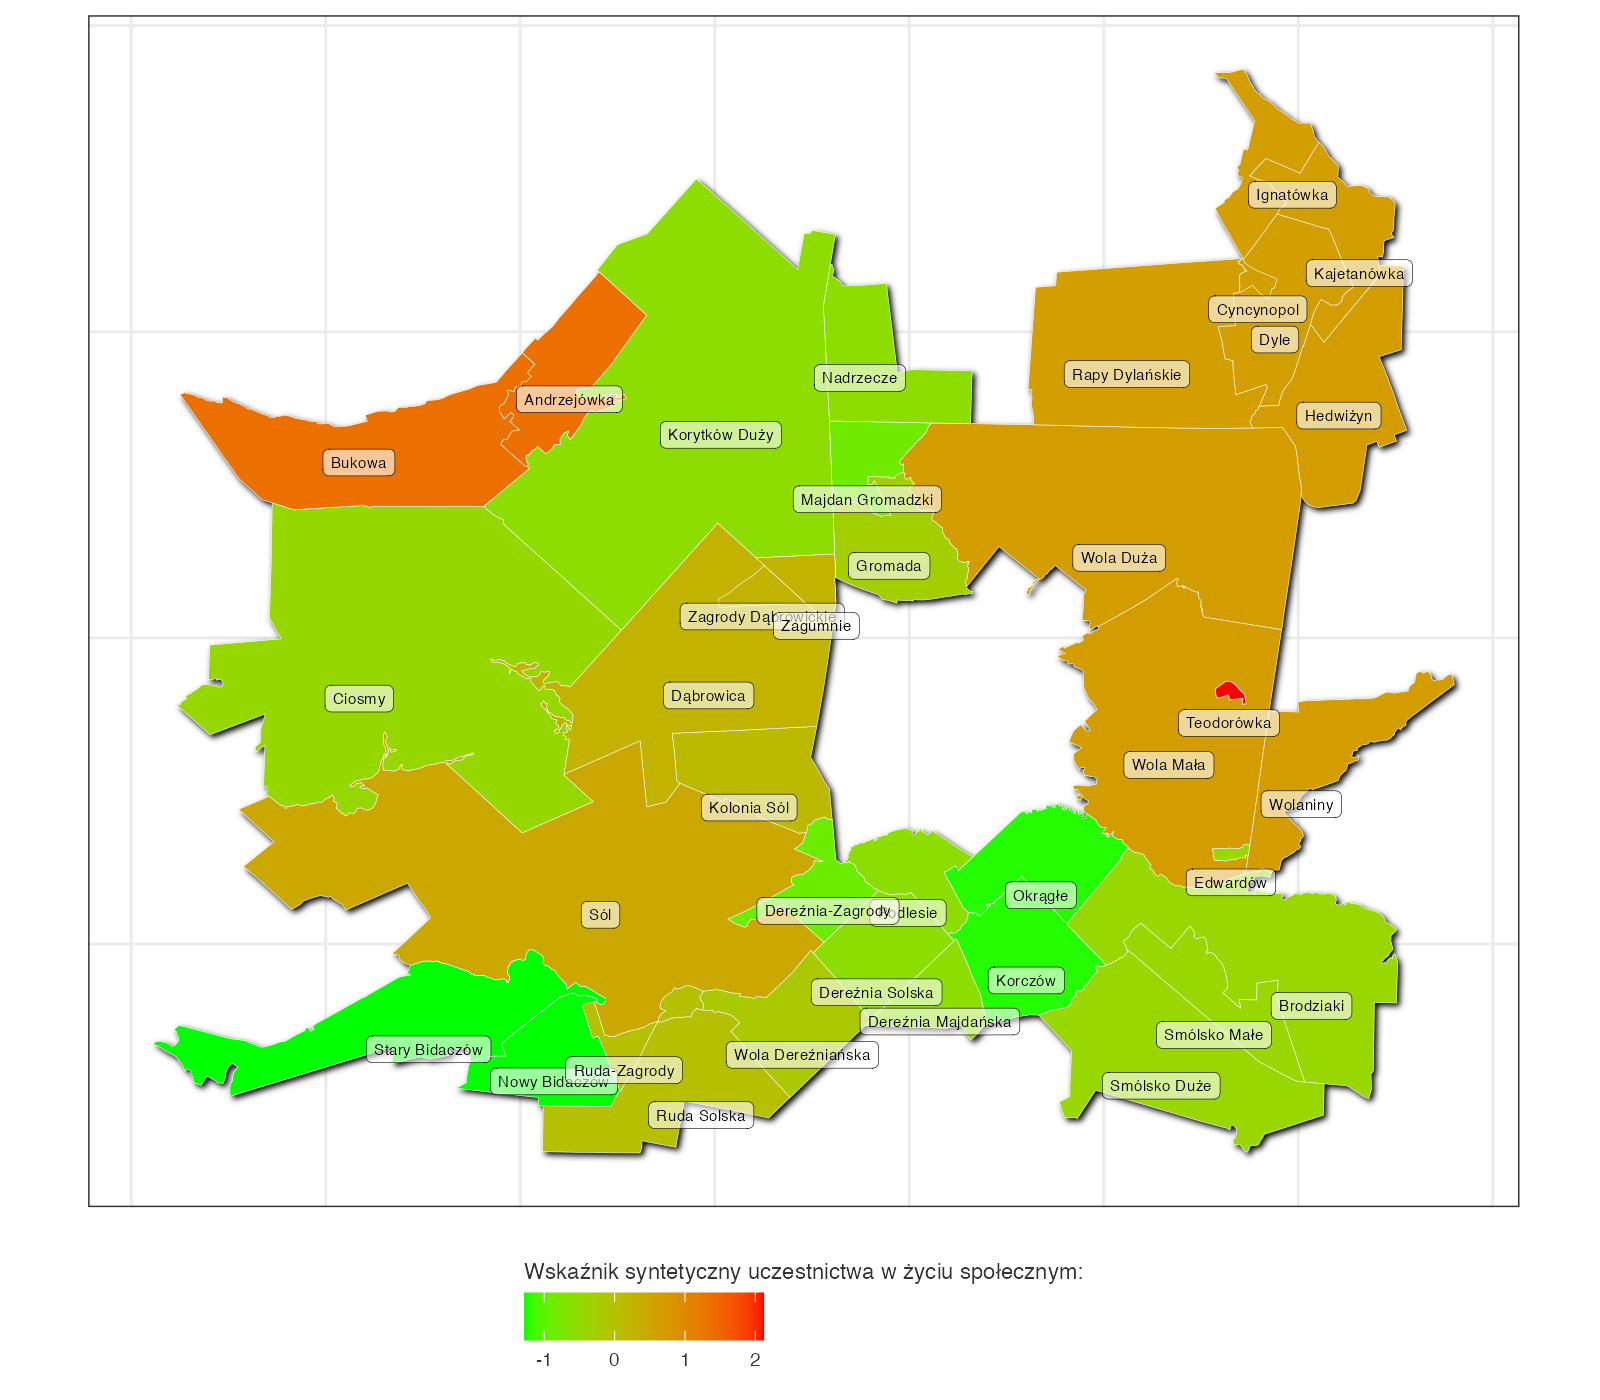 Ignatówka
Kajetanówka
Cyncynopol
Dyle
Rapy Dylańskie
Nadrzecze
Andrzejówka
Hedwiżyn
Korytków Duży
Bukowa
Majdan Gromadzki
Wola Duża
Gromada
Zagrody Dąbrowickie
Zagumnie
Dąbrowica
Ciosmy
Teodorówka
Wola Mała
Wolaniny
Kolonia Sól
Edwardów
Okrągłe
Dereźnia-Zagrody
Podlesie
Sól
Korczów
Dereźnia Solska
Brodziaki
Dereźnia Majdańska
Smólsko Małe
Stary Bidaczów
Wola Dereźniańska
Ruda-Zagrody
Nowy Bidaczów
Smólsko Duże
Ruda Solska
Wskaźnik syntetyczny uczestnictwa w życiu społecznym:
-1 0 1 2